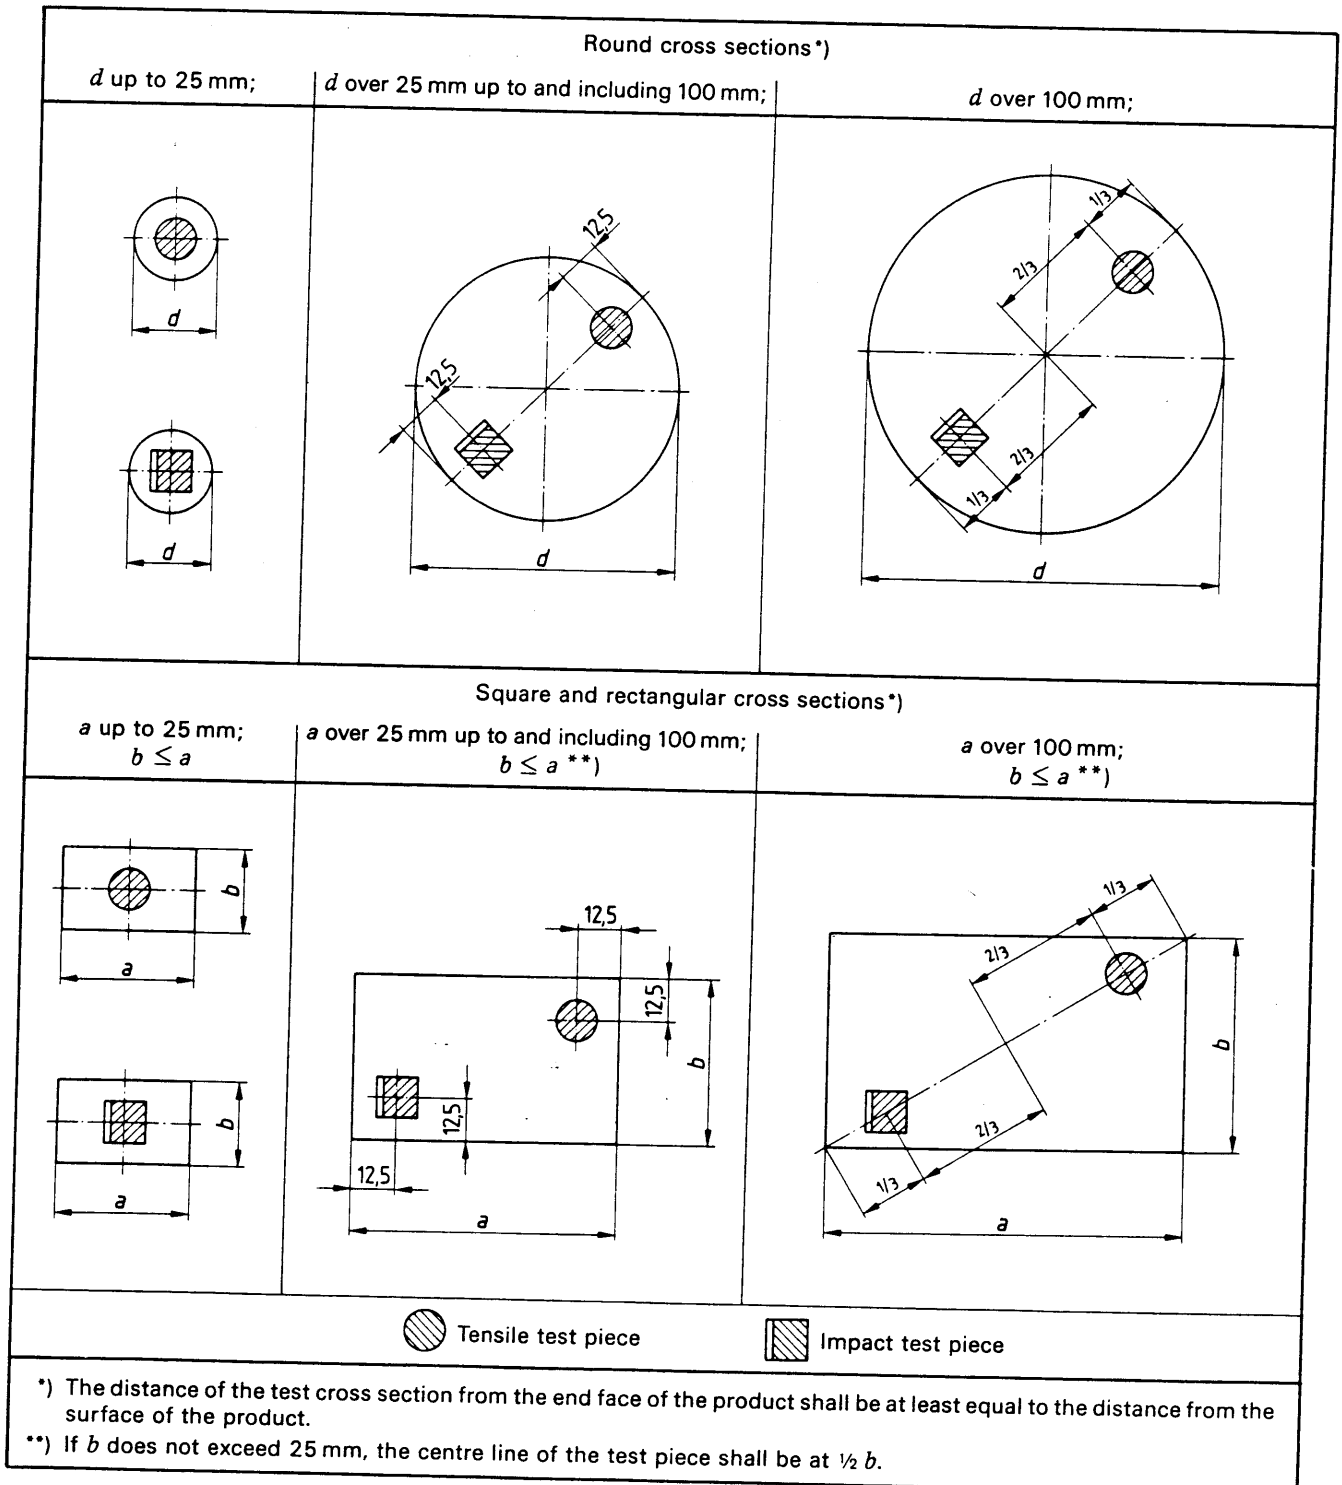 Round cross sections*)
d up to 25 mm;
d over 25 mm up to and including 100 mm;
d over 100 mm;
d
d
12,5
12,5
d
1/3
2/3
2/3
1/3
d
Square and rectangular cross sections*)
a up to 25 mm;
b ≤ a
a over 25 mm up to and including 100 mm;
b ≤ a **)
a over 100 mm;
b ≤ a **)
b
a
b
a
12,5
12,5
b
12,5
12,5
a
1/3
2/3
b
2/3
1/3
a
Tensile test piece
Impact test piece
*) The distance of the test cross section from the end face of the product shall be at least equal to the distance from the
surface of the product.
**) If b does not exceed 25 mm, the centre line of the test piece shall be at ½ b.